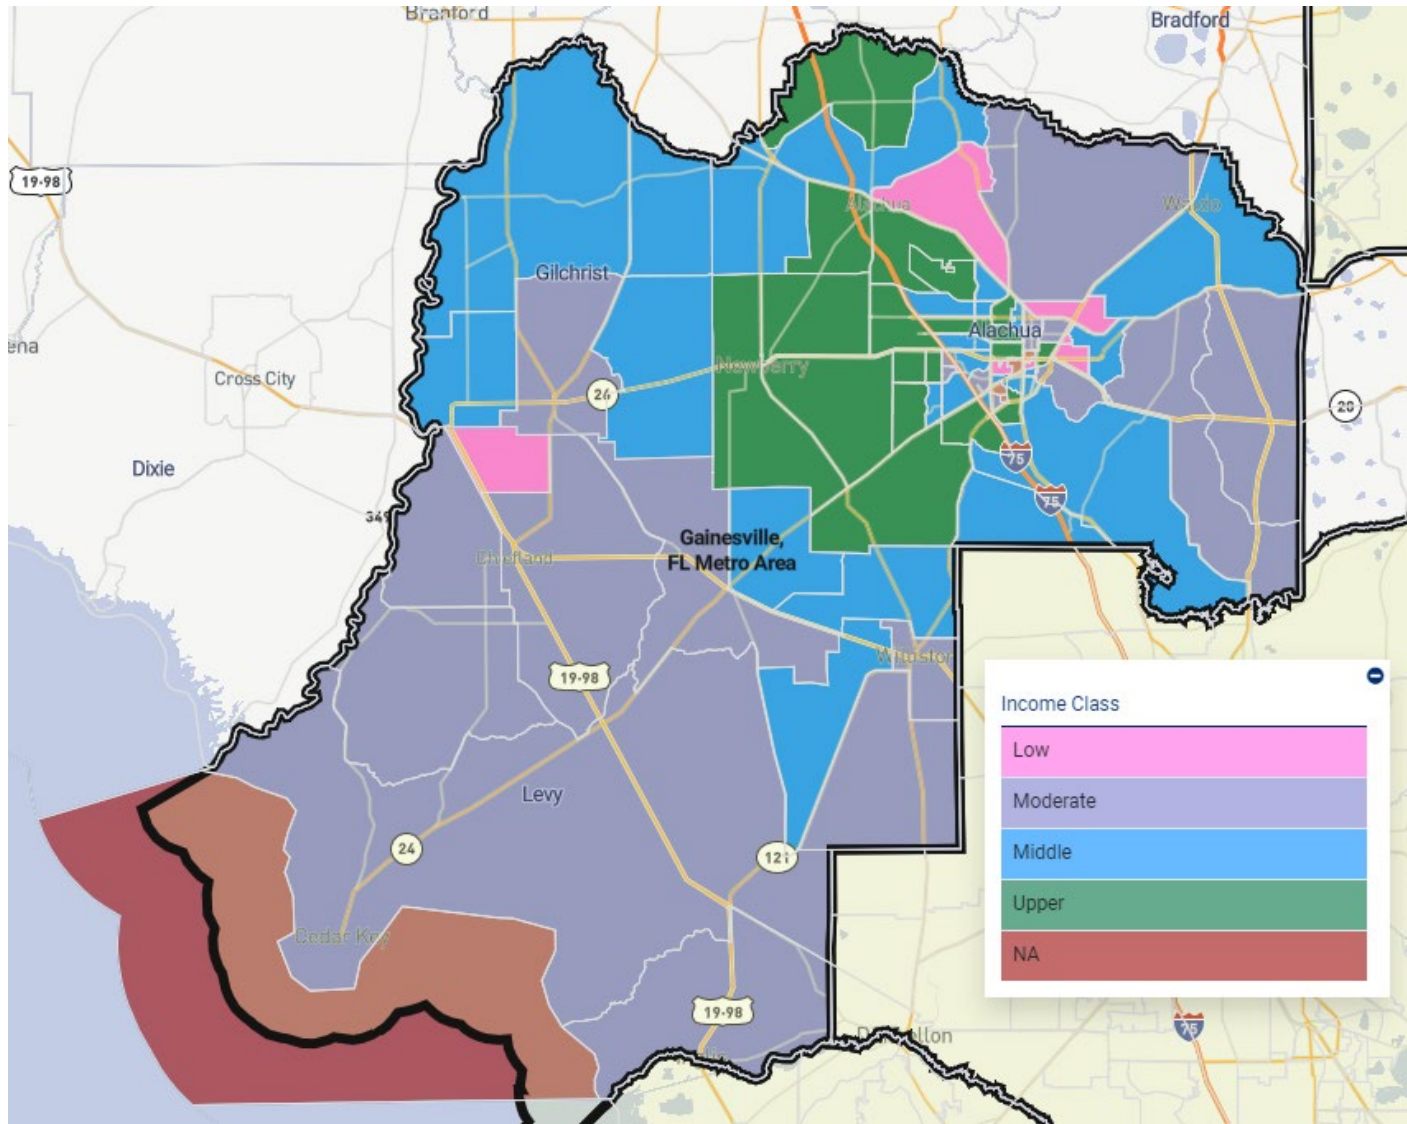 Branford
Bradford
19-98
Alachua
Waldo
Gilchrist
Alachua
ena
Newberry
Cross City
26
20
Dixie
75
75
349
Gainesville,
FL Metro Area
Chiefland
Williston
19-98
Income Class
Low
Moderate
Middle
Upper
NA
Levy
24
121
Cedar Key
19-98
75